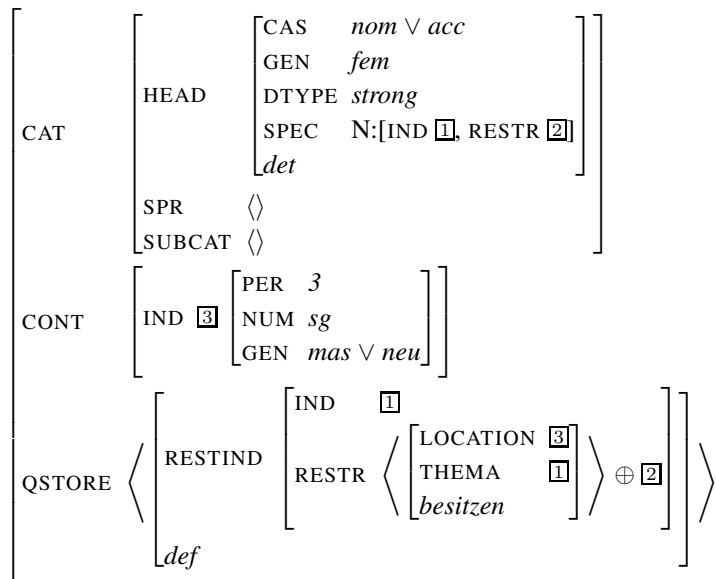 CAS nom ∨ acc
GEN fem
HEAD DTYPE strong
CAT SPEC N:[IND 1, RESTR 2]
det
SPR ⟨⟩
SUBCAT ⟨⟩
PER 3
CONT IND 3 NUM sg
GEN mas ∨ neu
IND 1
LOCATION 3
RESTIND RESTR ⟨ THEMA 1 ⟩ ⊕ 2
QSTORE ⟨ besitzen ⟩
def